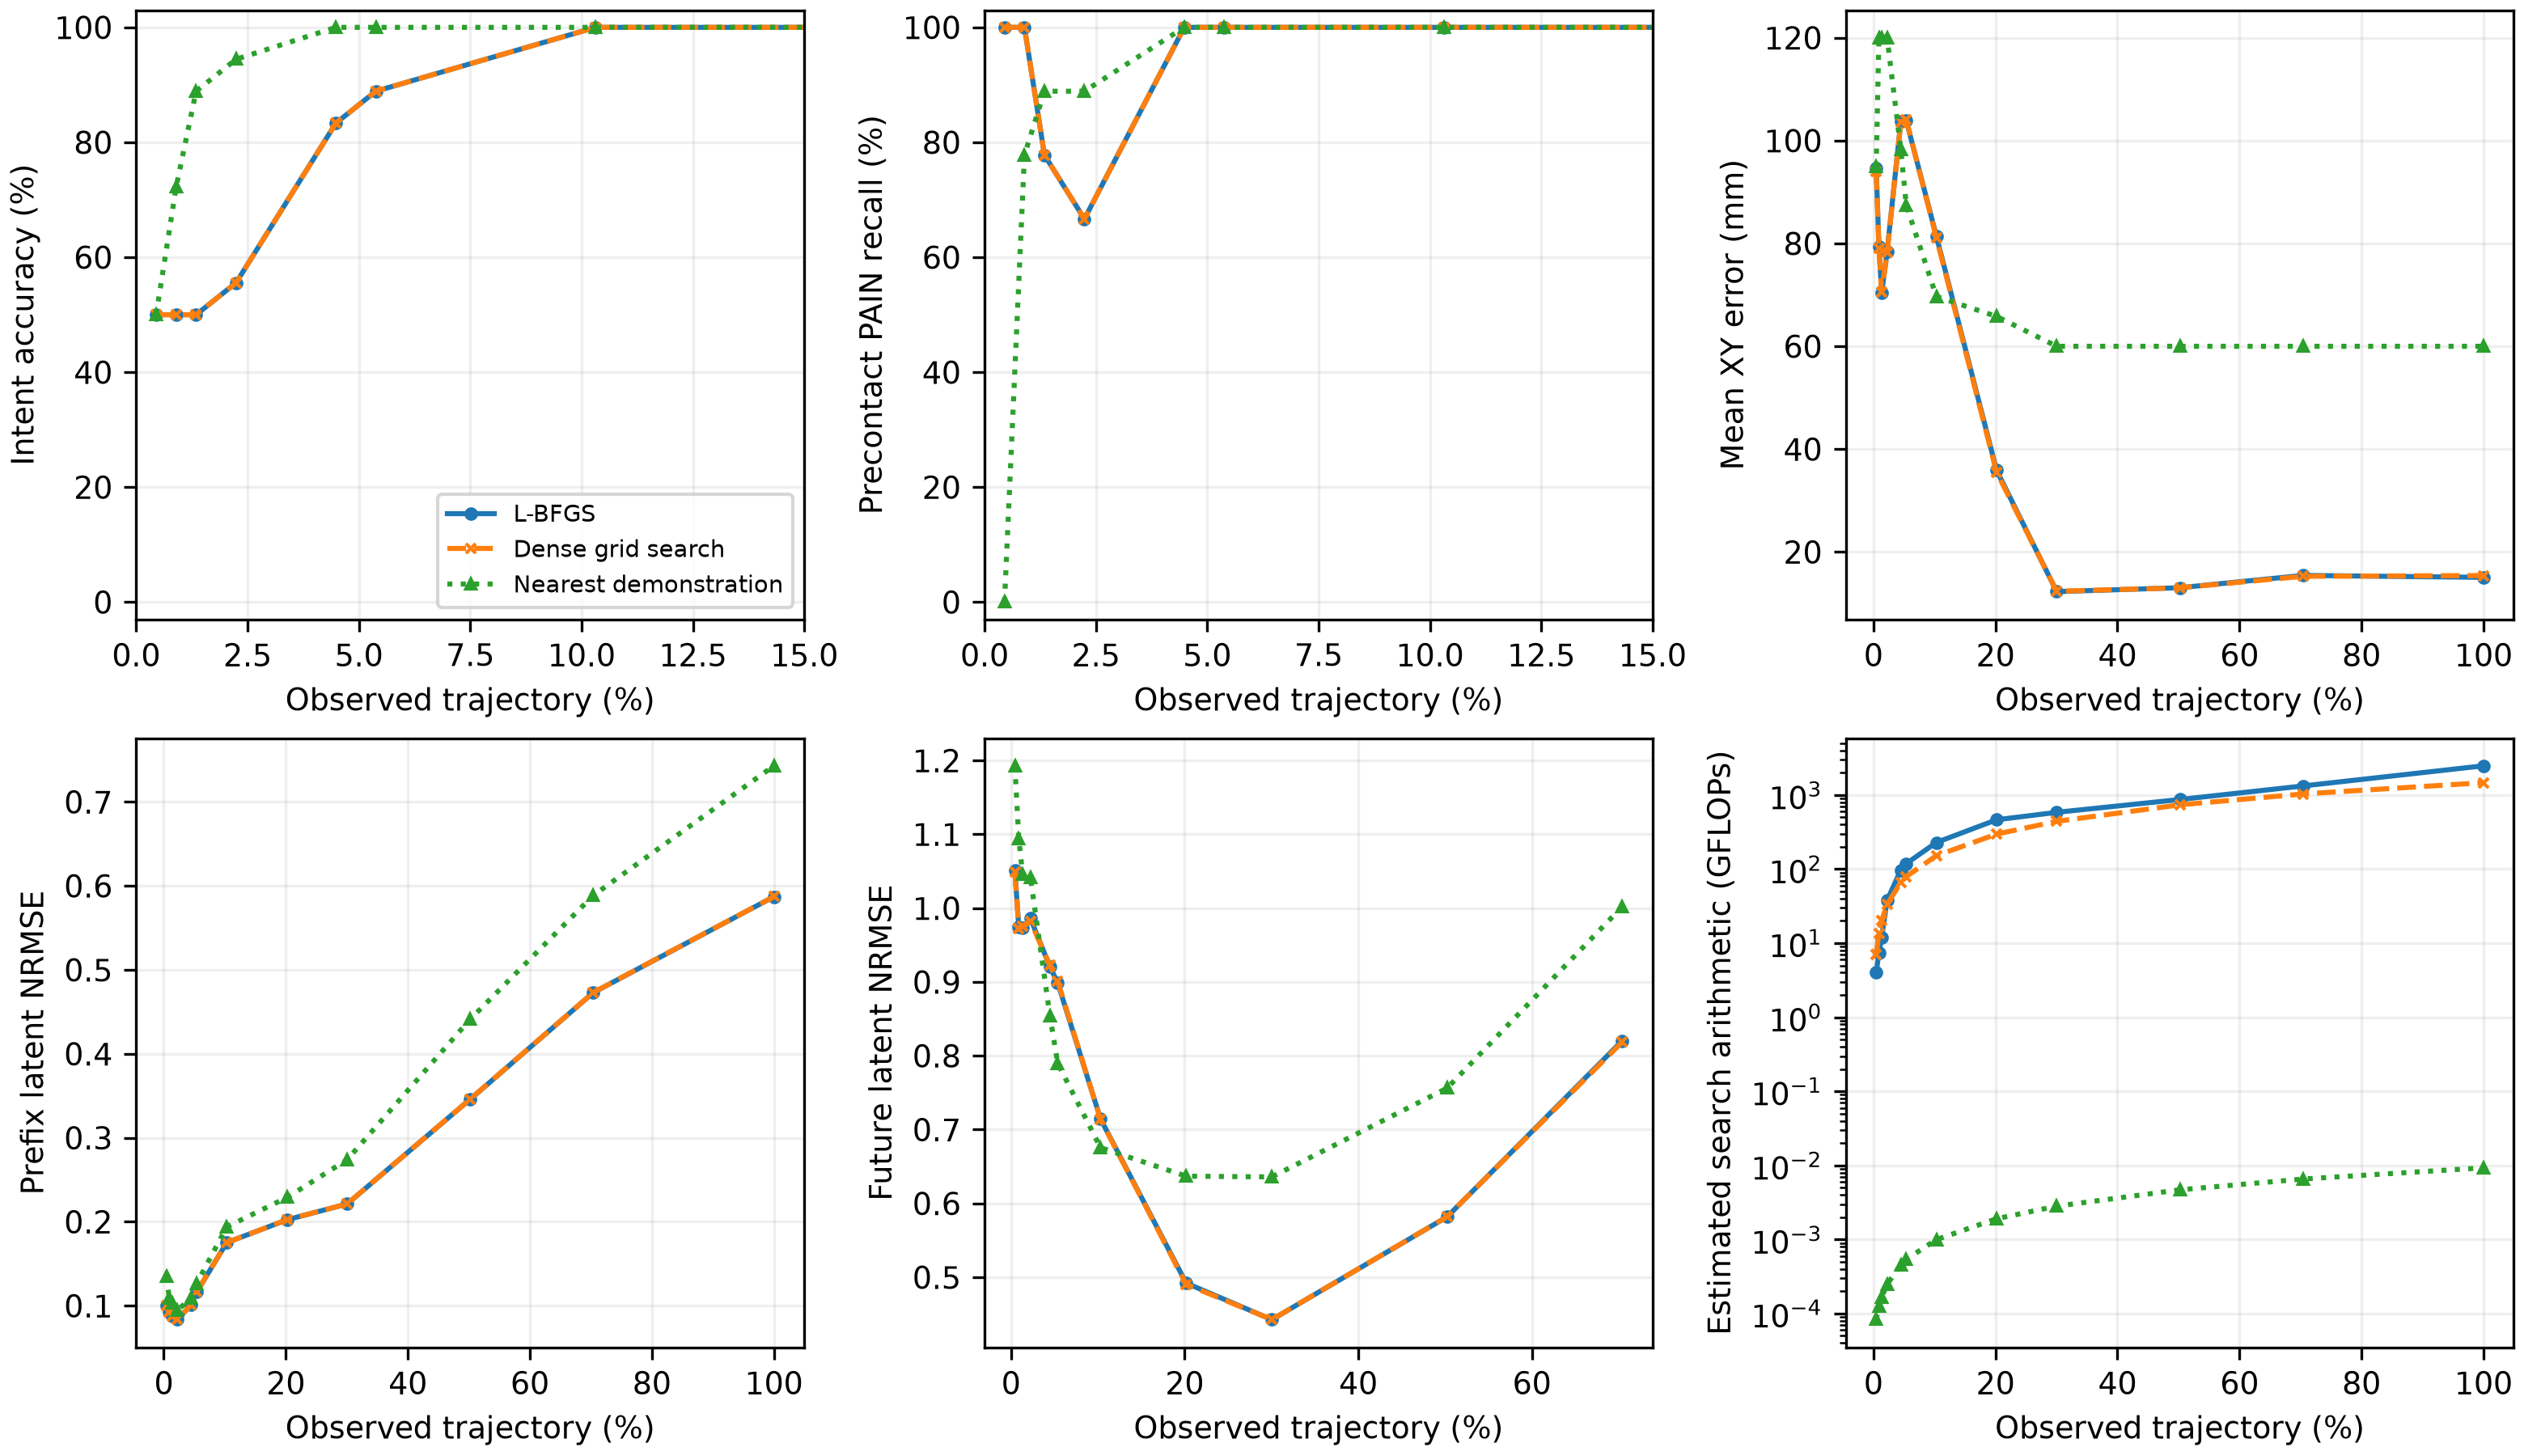 Intent accuracy (%)
100
80
60
40
20
0
L-BFGS
Dense grid search
Nearest demonstration
0.0 2.5 5.0 7.5 10.0 12.5 15.0
Observed trajectory (%)
Precontact PAIN recall (%)
100
80
60
40
20
0
0.0 2.5 5.0 7.5 10.0 12.5 15.0
Observed trajectory (%)
Mean XY error (mm)
120
100
80
60
40
20
0 20 40 60 80 100
Observed trajectory (%)
Prefix latent NRMSE
0.7
0.6
0.5
0.4
0.3
0.2
0.1
0 20 40 60 80 100
Observed trajectory (%)
Future latent NRMSE
1.2
1.1
1.0
0.9
0.8
0.7
0.6
0.5
0 20 40 60
Observed trajectory (%)
Estimated search arithmetic (GFLOPs)
10³
10²
10¹
10⁰
10⁻¹
10⁻²
10⁻³
10⁻⁴
0 20 40 60 80 100
Observed trajectory (%)